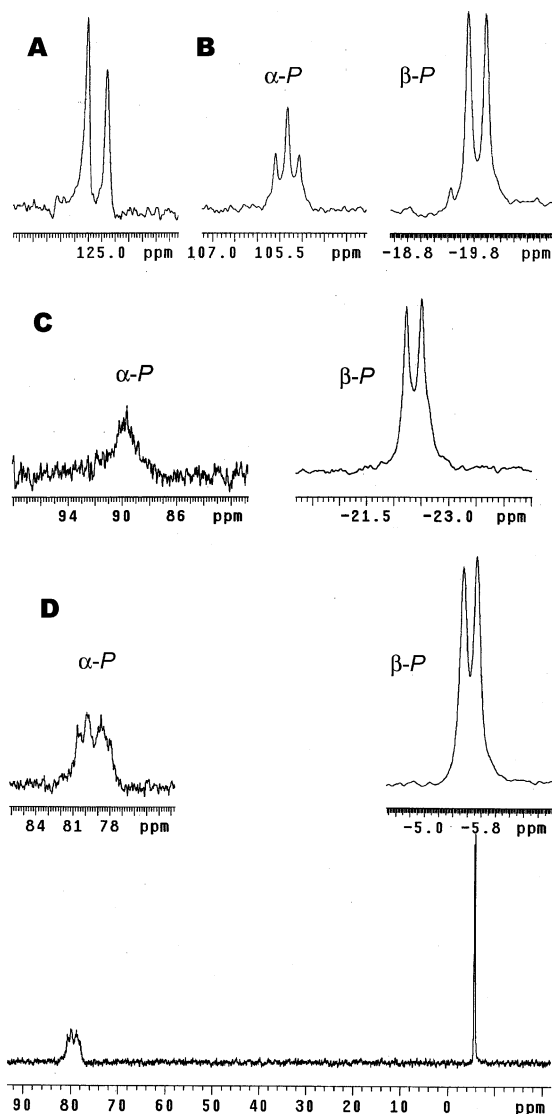 A
B
α-P
β-P
125.0 ppm
107.0 105.5 ppm
-18.8 -19.8 ppm
C
α-P
β-P
94 90 86 ppm
-21.5 -23.0 ppm
D
α-P
β-P
84 81 78 ppm
-5.0 -5.8 ppm
90 80 70 60 50 40 30 20 10 0 ppm